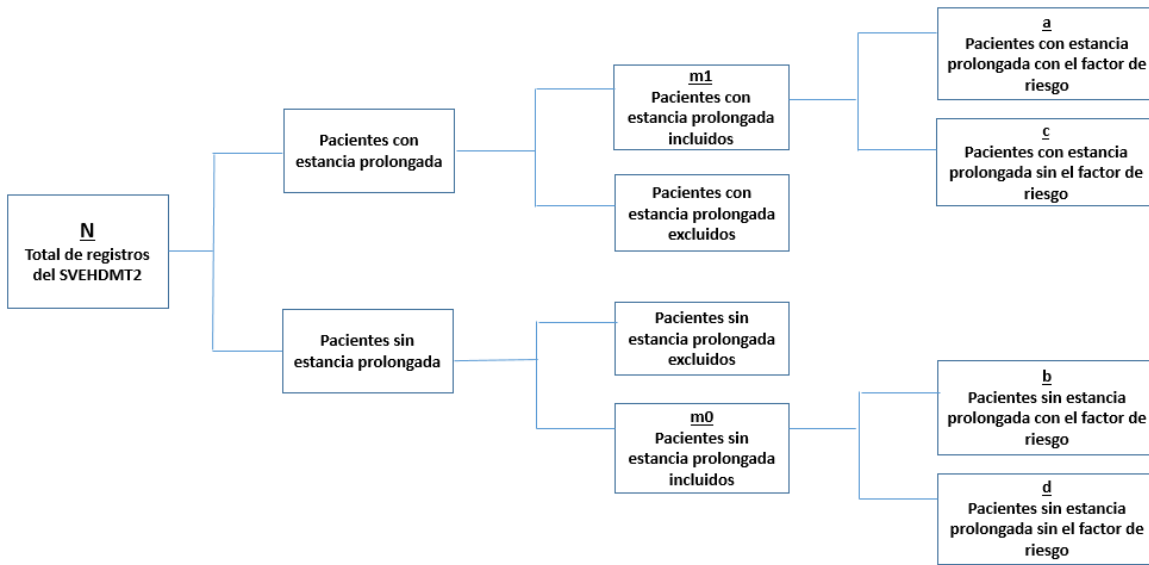 N
Total de registros
del SVEHDMT2
Pacientes con
estancia prolongada
Pacientes sin
estancia prolongada
m1
Pacientes con
estancia prolongada
incluidos
Pacientes con
estancia prolongada
excluidos
Pacientes sin
estancia prolongada
excluidos
m0
Pacientes sin
estancia prolongada
incluidos
a
Pacientes con estancia
prolongada con el factor de
riesgo
c
Pacientes con estancia
prolongada sin el factor de
riesgo
b
Pacientes sin estancia
prolongada con el factor de
riesgo
d
Pacientes sin estancia
prolongada sin el factor de
riesgo